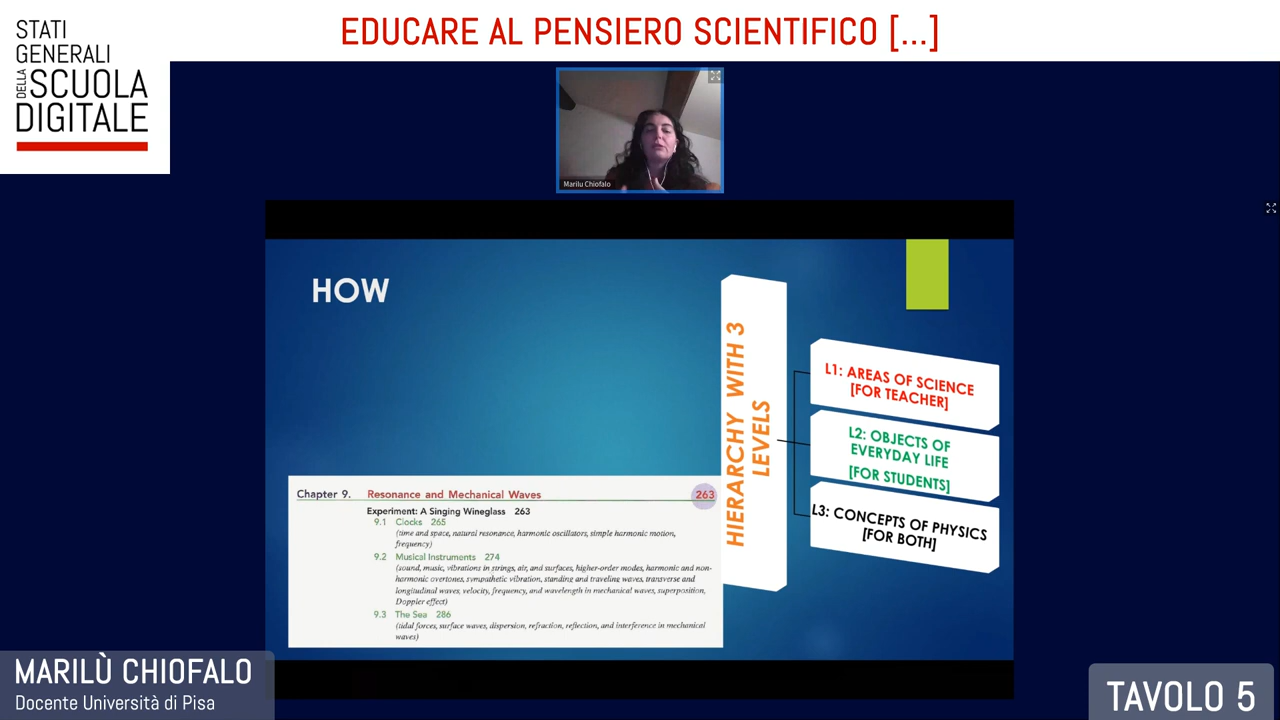 STATI
GENERALI
DELLA SCUOLA
DIGITALE
EDUCARE AL PENSIERO SCIENTIFICO [...]
Marilu Chiofalo
HOW
HIERARCHY WITH 3
LEVELS
L1: AREAS OF SCIENCE
[FOR TEACHER]
L2: OBJECTS OF
EVERYDAY LIFE
[FOR STUDENTS]
L3: CONCEPTS OF PHYSICS
[FOR BOTH]
Chapter 9. Resonance and Mechanical Waves 263
Experiment: A Singing Wineglass 263
9.1 Clocks 265
(time and space, natural resonance, harmonic oscillators, simple harmonic motion,
frequency)
9.2 Musical Instruments 274
(sound, music, vibrations in strings, air, and surfaces, higher-order modes, harmonic and non-
harmonic overtones, sympathetic vibration, standing and traveling waves, transverse and
longitudinal waves, velocity, frequency, and wavelength in mechanical waves, superposition,
Doppler effect)
9.3 The Sea 286
(tidal forces, surface waves, dispersion, refraction, reflection, and interference in mechanical
waves)
MARILÙ CHIOFALO
Docente Università di Pisa
TAVOLO 5